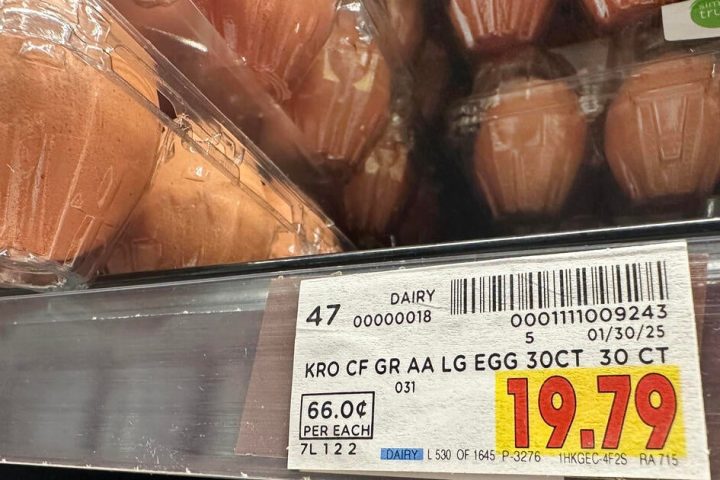 47 DAIRY
00000018
0001111009243
5 01/30/25
KRO CF GR AA LG EGG 30CT 30 CT
031
66.0¢
PER EACH
19.79
7L 1 2 2
DAIRY L 530 OF 1645 P-3276 1HKGEC-4F2S RA 715